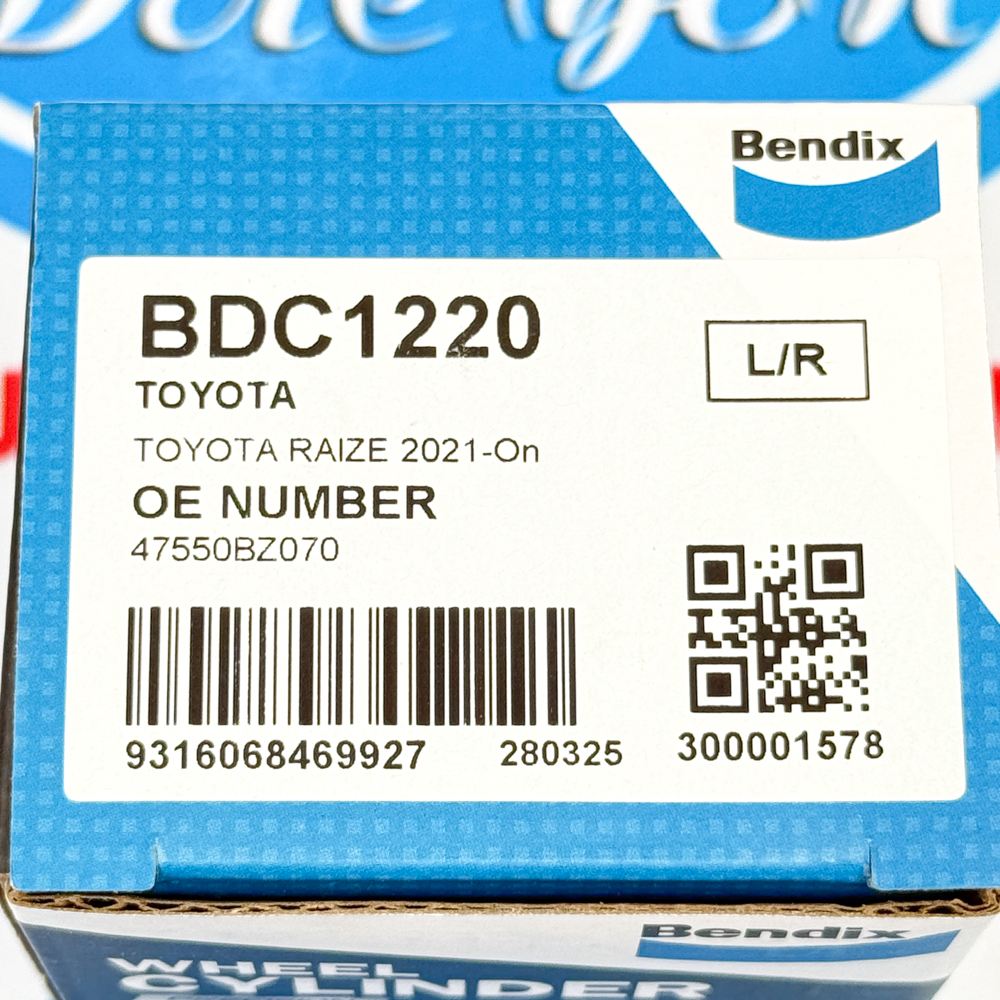 Bendix
BDC1220
L/R
TOYOTA
TOYOTA RAIZE 2021-On
OE NUMBER
47550BZ070
9316068469927
280325
300001578
Bendix
WHEEL
CYLINDER